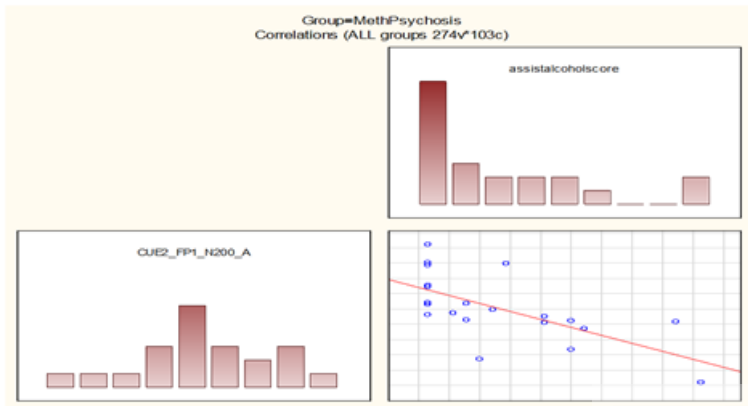 Group=MethPsychosis
Correlations (ALL groups 274v*103c)
assistalcoholscore
CUE2_FP1_N200_A